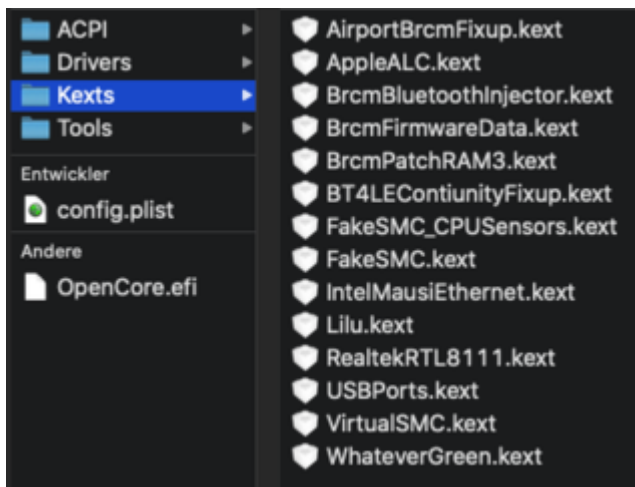 ACPI
Drivers
Kexts
Tools
Entwickler
config.plist
Andere
OpenCore.efi
AirportBrcmFixup.kext
AppleALC.kext
BrcmBluetoothInjector.kext
BrcmFirmwareData.kext
BrcmPatchRAM3.kext
BT4LEContiunityFixup.kext
FakeSMC_CPUSensors.kext
FakeSMC.kext
IntelMausiEthernet.kext
Lilu.kext
RealtekRTL8111.kext
USBPorts.kext
VirtualSMC.kext
WhateverGreen.kext